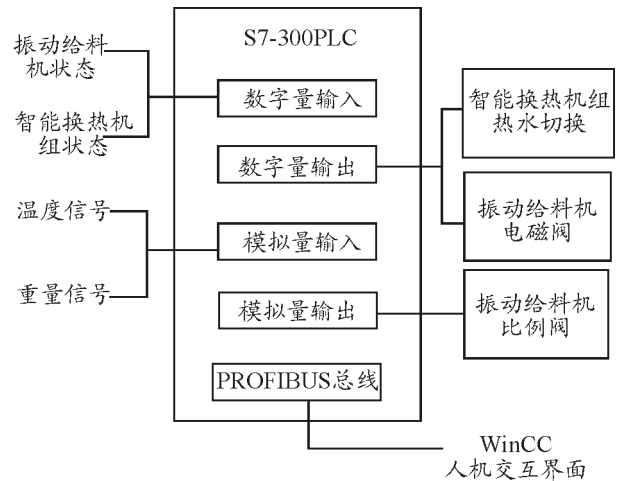 S7-300PLC
振动给料
机状态
智能换热机
组状态
温度信号
重量信号
数字量输入
数字量输出
模拟量输入
模拟量输出
PROFIBUS总线
智能换热机组
热水切换
振动给料机
电磁阀
振动给料机
比例阀
WinCC
人机交互界面